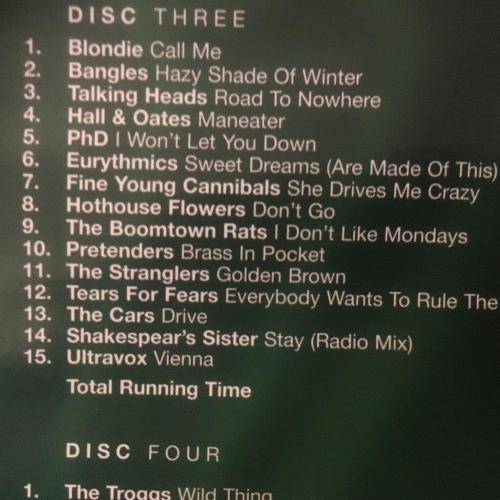 DISC THREE
1. Blondie Call Me
2. Bangles Hazy Shade Of Winter
3. Talking Heads Road To Nowhere
4. Hall & Oates Maneater
5. PhD I Won't Let You Down
6. Eurythmics Sweet Dreams (Are Made Of This)
7. Fine Young Cannibals She Drives Me Crazy
8. Hothouse Flowers Don't Go
9. The Boomtown Rats I Don't Like Mondays
10. Pretenders Brass In Pocket
11. The Stranglers Golden Brown
12. Tears For Fears Everybody Wants To Rule The
13. The Cars Drive
14. Shakespear's Sister Stay (Radio Mix)
15. Ultravox Vienna
Total Running Time
DISC FOUR
1. The Troggs Wild Thing